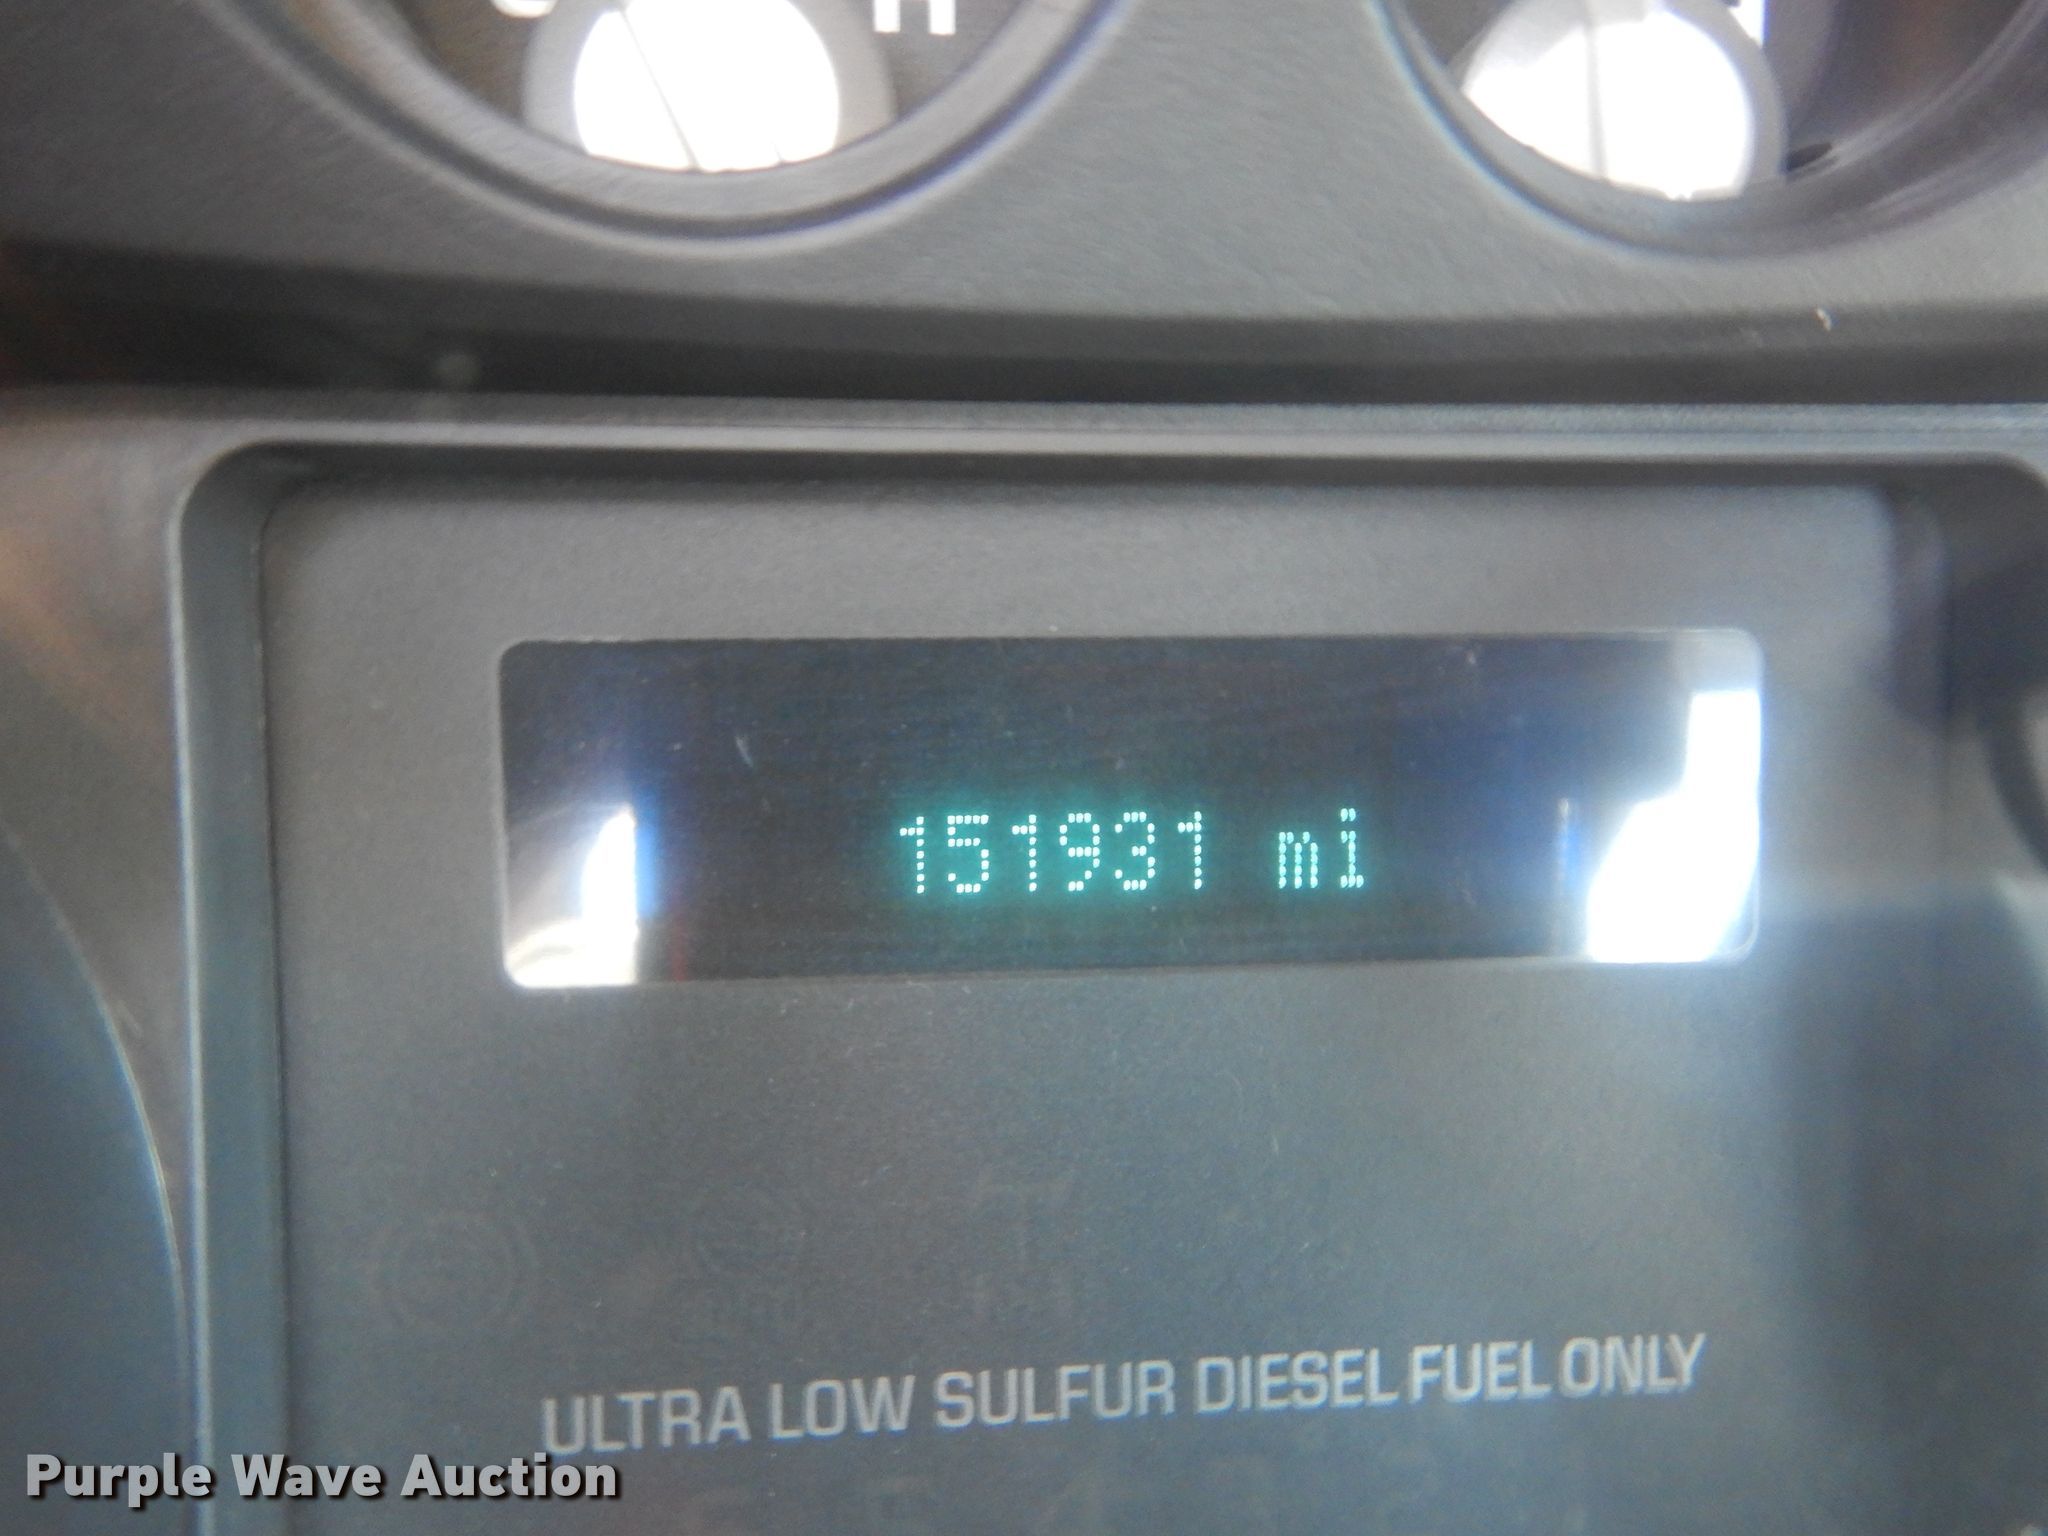 H
151931 mi
ULTRA LOW SULFUR DIESEL FUEL ONLY
Purple Wave Auction